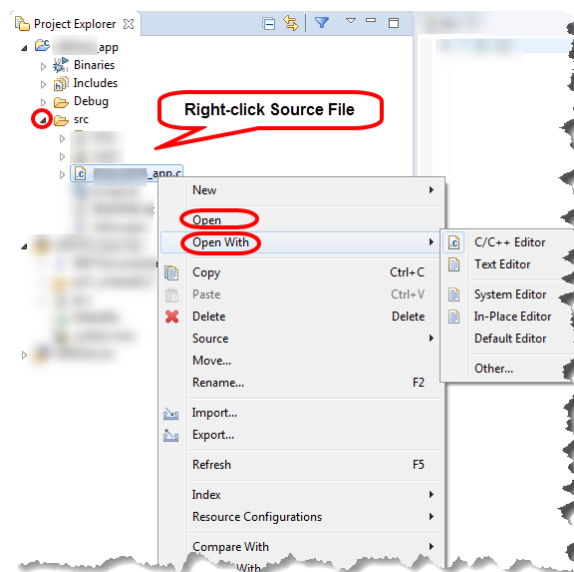 Project Explorer
_app
Binaries
Includes
Debug
src
Right-click Source File
_app.c
New
Open
Open With
C/C++ Editor
Text Editor
Copy Ctrl+C
Paste Ctrl+V
System Editor
Delete Delete
In-Place Editor
Source
Default Editor
Move...
Other...
Rename... F2
Import...
Export...
Refresh F5
Index
Resource Configurations
Compare With
With